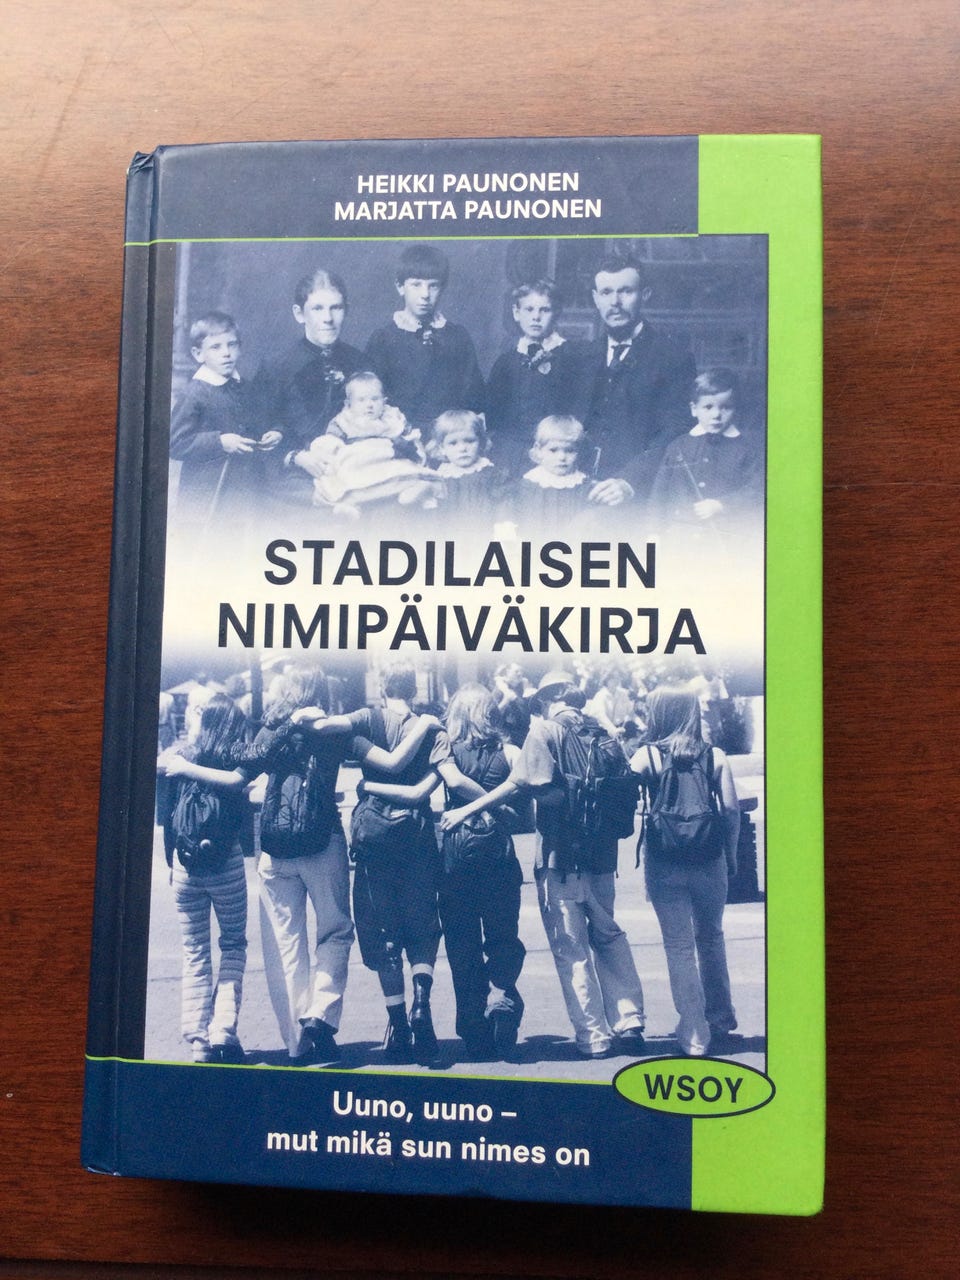 HEIKKI PAUNONEN
MARJATTA PAUNONEN
STADILAISEN
NIMIPÄIVÄKIRJA
WSOY
Uuno, uuno –
mut mikä sun nimes on